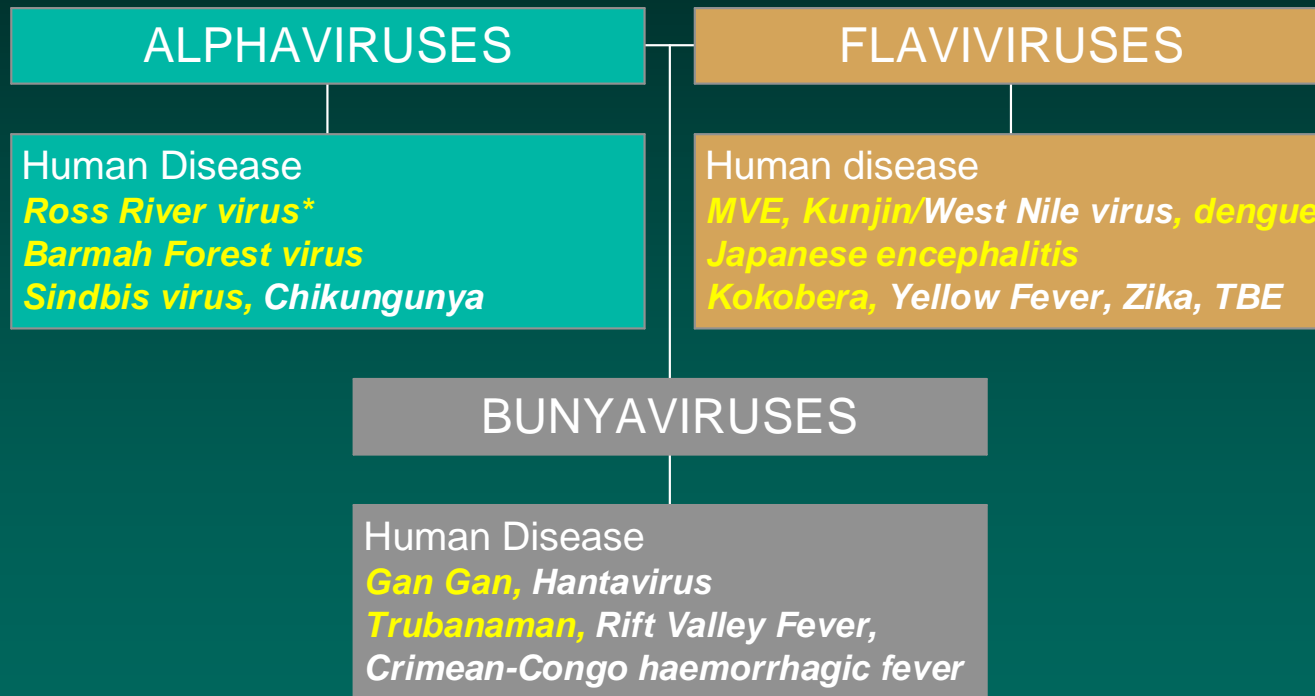 ALPHAVIRUSES
Human Disease
Ross River virus*
Barmah Forest virus
Sindbis virus, Chikungunya
FLAVIVIRUSES
Human disease
MVE, Kunjin/West Nile virus, dengue
Japanese encephalitis
Kokobera, Yellow Fever, Zika, TBE
BUNYAVIRUSES
Human Disease
Gan Gan, Hantavirus
Trubanaman, Rift Valley Fever,
Crimean-Congo haemorrhagic fever